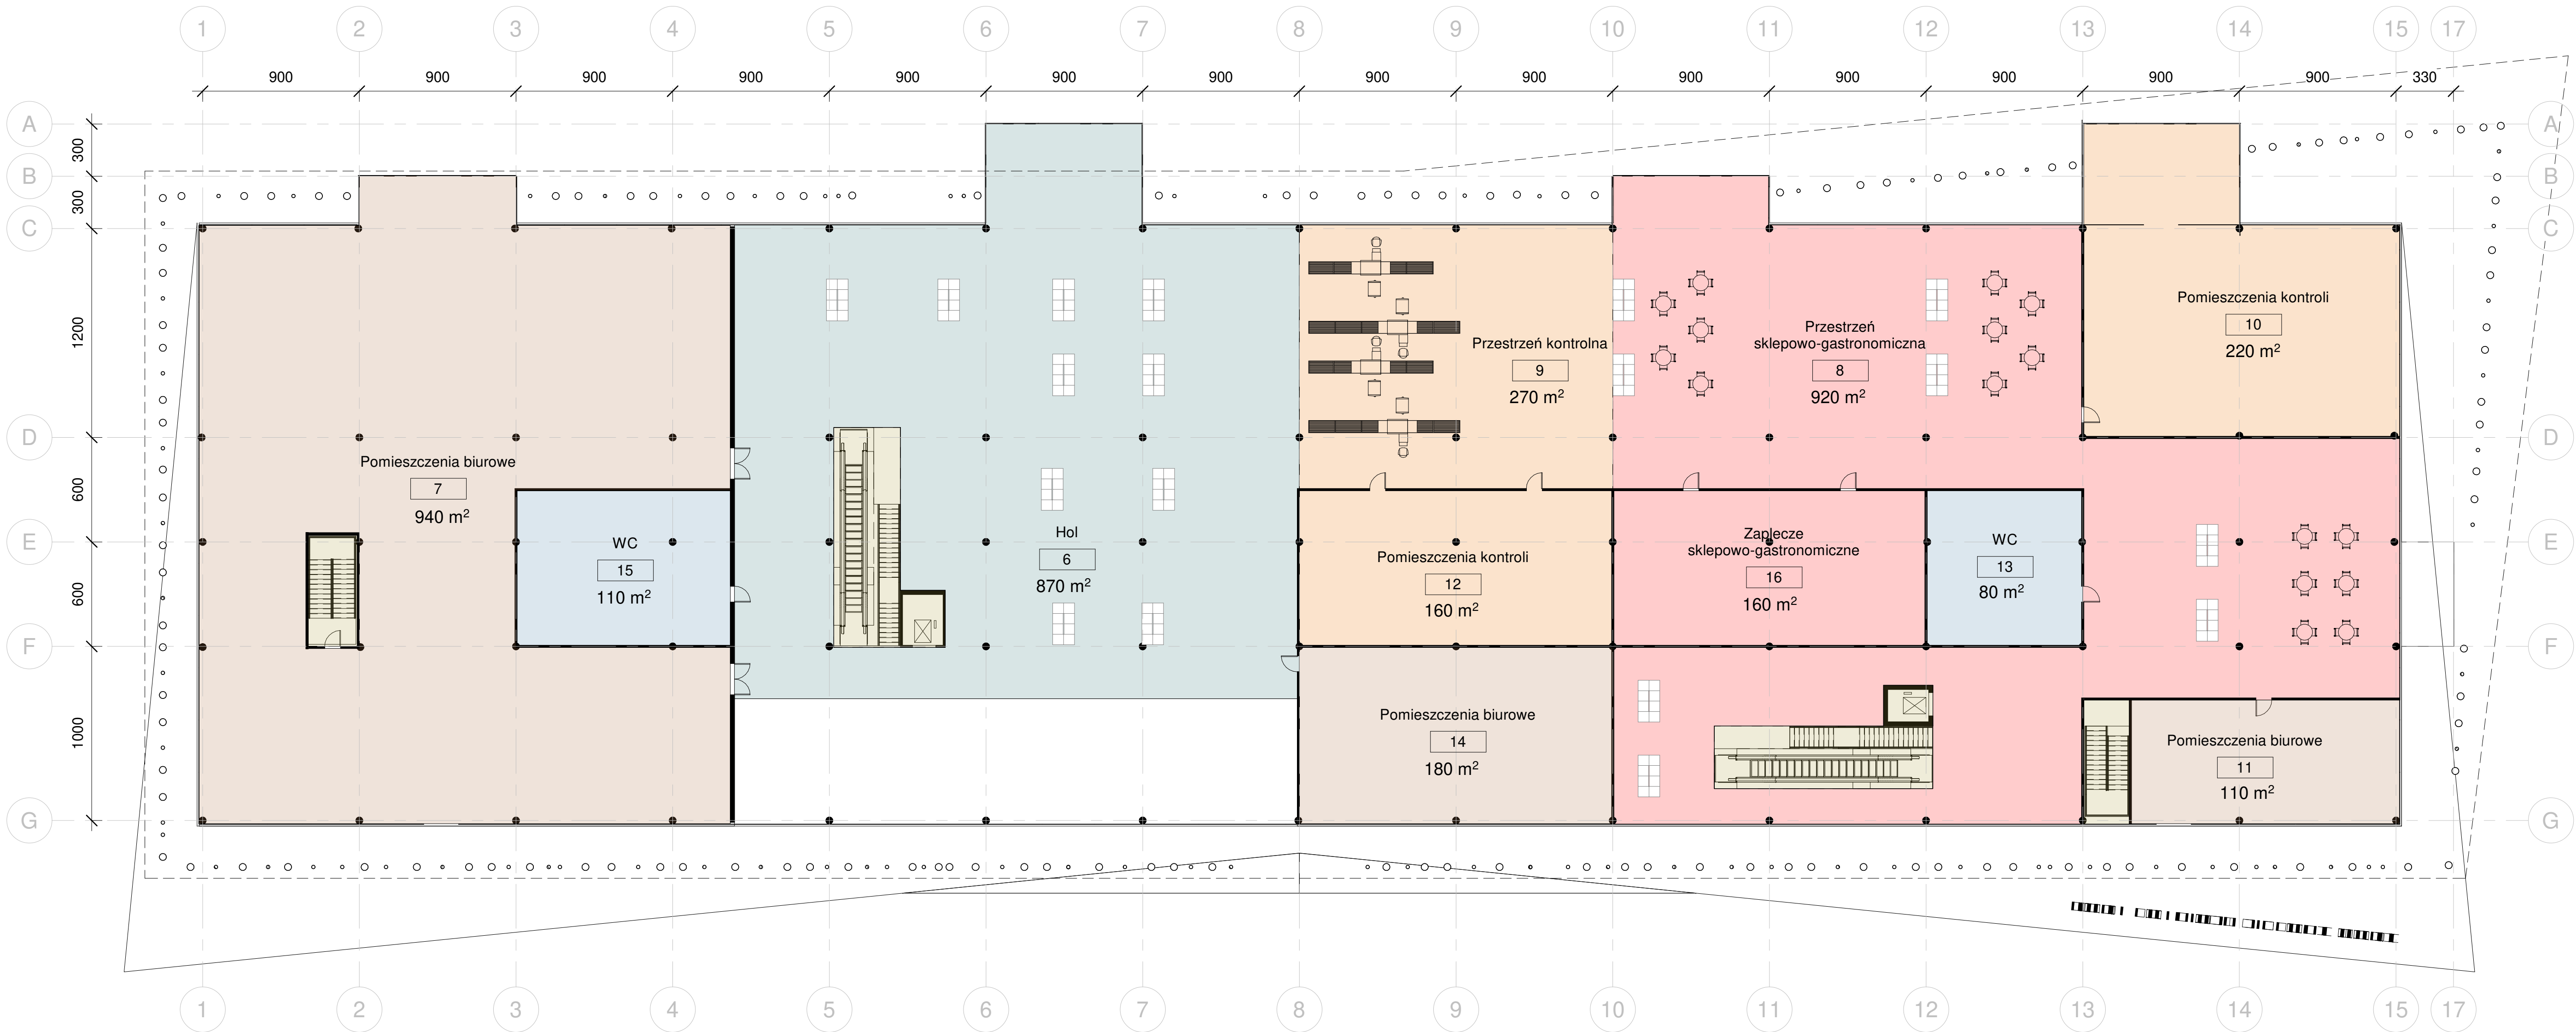 1 2 3 4 5 6 7 8 9 10 11 12 13 14 15 17
900 900 900 900 900 900 900 900 900 900 900 900 900 900 330
A A
300
B B
300
C C
1200
Pomieszczenia kontroli
10
220 m²
Przestrzeń kontrolna
9
270 m²
Przestrzeń
sklepowo-gastronomiczna
8
920 m²
D D
600
Pomieszczenia biurowe
7
940 m²
E E
WC
15
110 m²
Hol
6
870 m²
Pomieszczenia kontroli
12
160 m²
Zaplecze
sklepowo-gastronomiczne
16
160 m²
WC
13
80 m²
600
F F
1000
Pomieszczenia biurowe
14
180 m²
Pomieszczenia biurowe
11
110 m²
G G
1 2 3 4 5 6 7 8 9 10 11 12 13 14 15 17